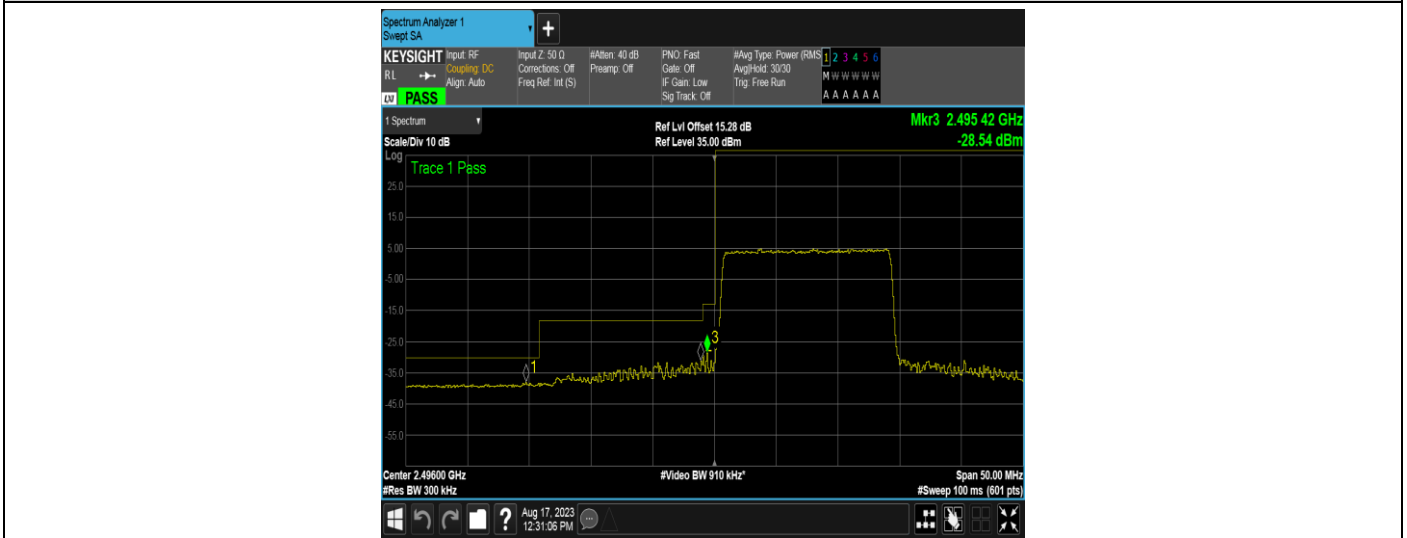 Spectrum Analyzer 1
Swept SA
+
KEYSIGHT
RL
Input: RF
Coupling: DC
Align: Auto
Input Z: 50 Ω
Corrections: Off
Freq Ref: Int (S)
#Atten: 40 dB
Preamp: Off
PNO: Fast
Gate: Off
IF Gain: Low
Sig Track: Off
#Avg Type: Power (RMS
Avg|Hold: 30/30
Trig: Free Run
1 2 3 4 5 6
M W W W W W
A A A A A A
LXI PASS
1 Spectrum
Scale/Div 10 dB
Ref Lvl Offset 15.28 dB
Ref Level 35.00 dBm
Mkr3 2.495 42 GHz
-28.54 dBm
Log
Trace 1 Pass
25.0
15.0
5.00
-5.00
-15.0
-25.0
-35.0
-45.0
-55.0
1
3
Center 2.49600 GHz
#Res BW 300 kHz
#Video BW 910 kHz*
Span 50.00 MHz
#Sweep 100 ms (601 pts)
?
Aug 17, 2023
12:31:06 PM